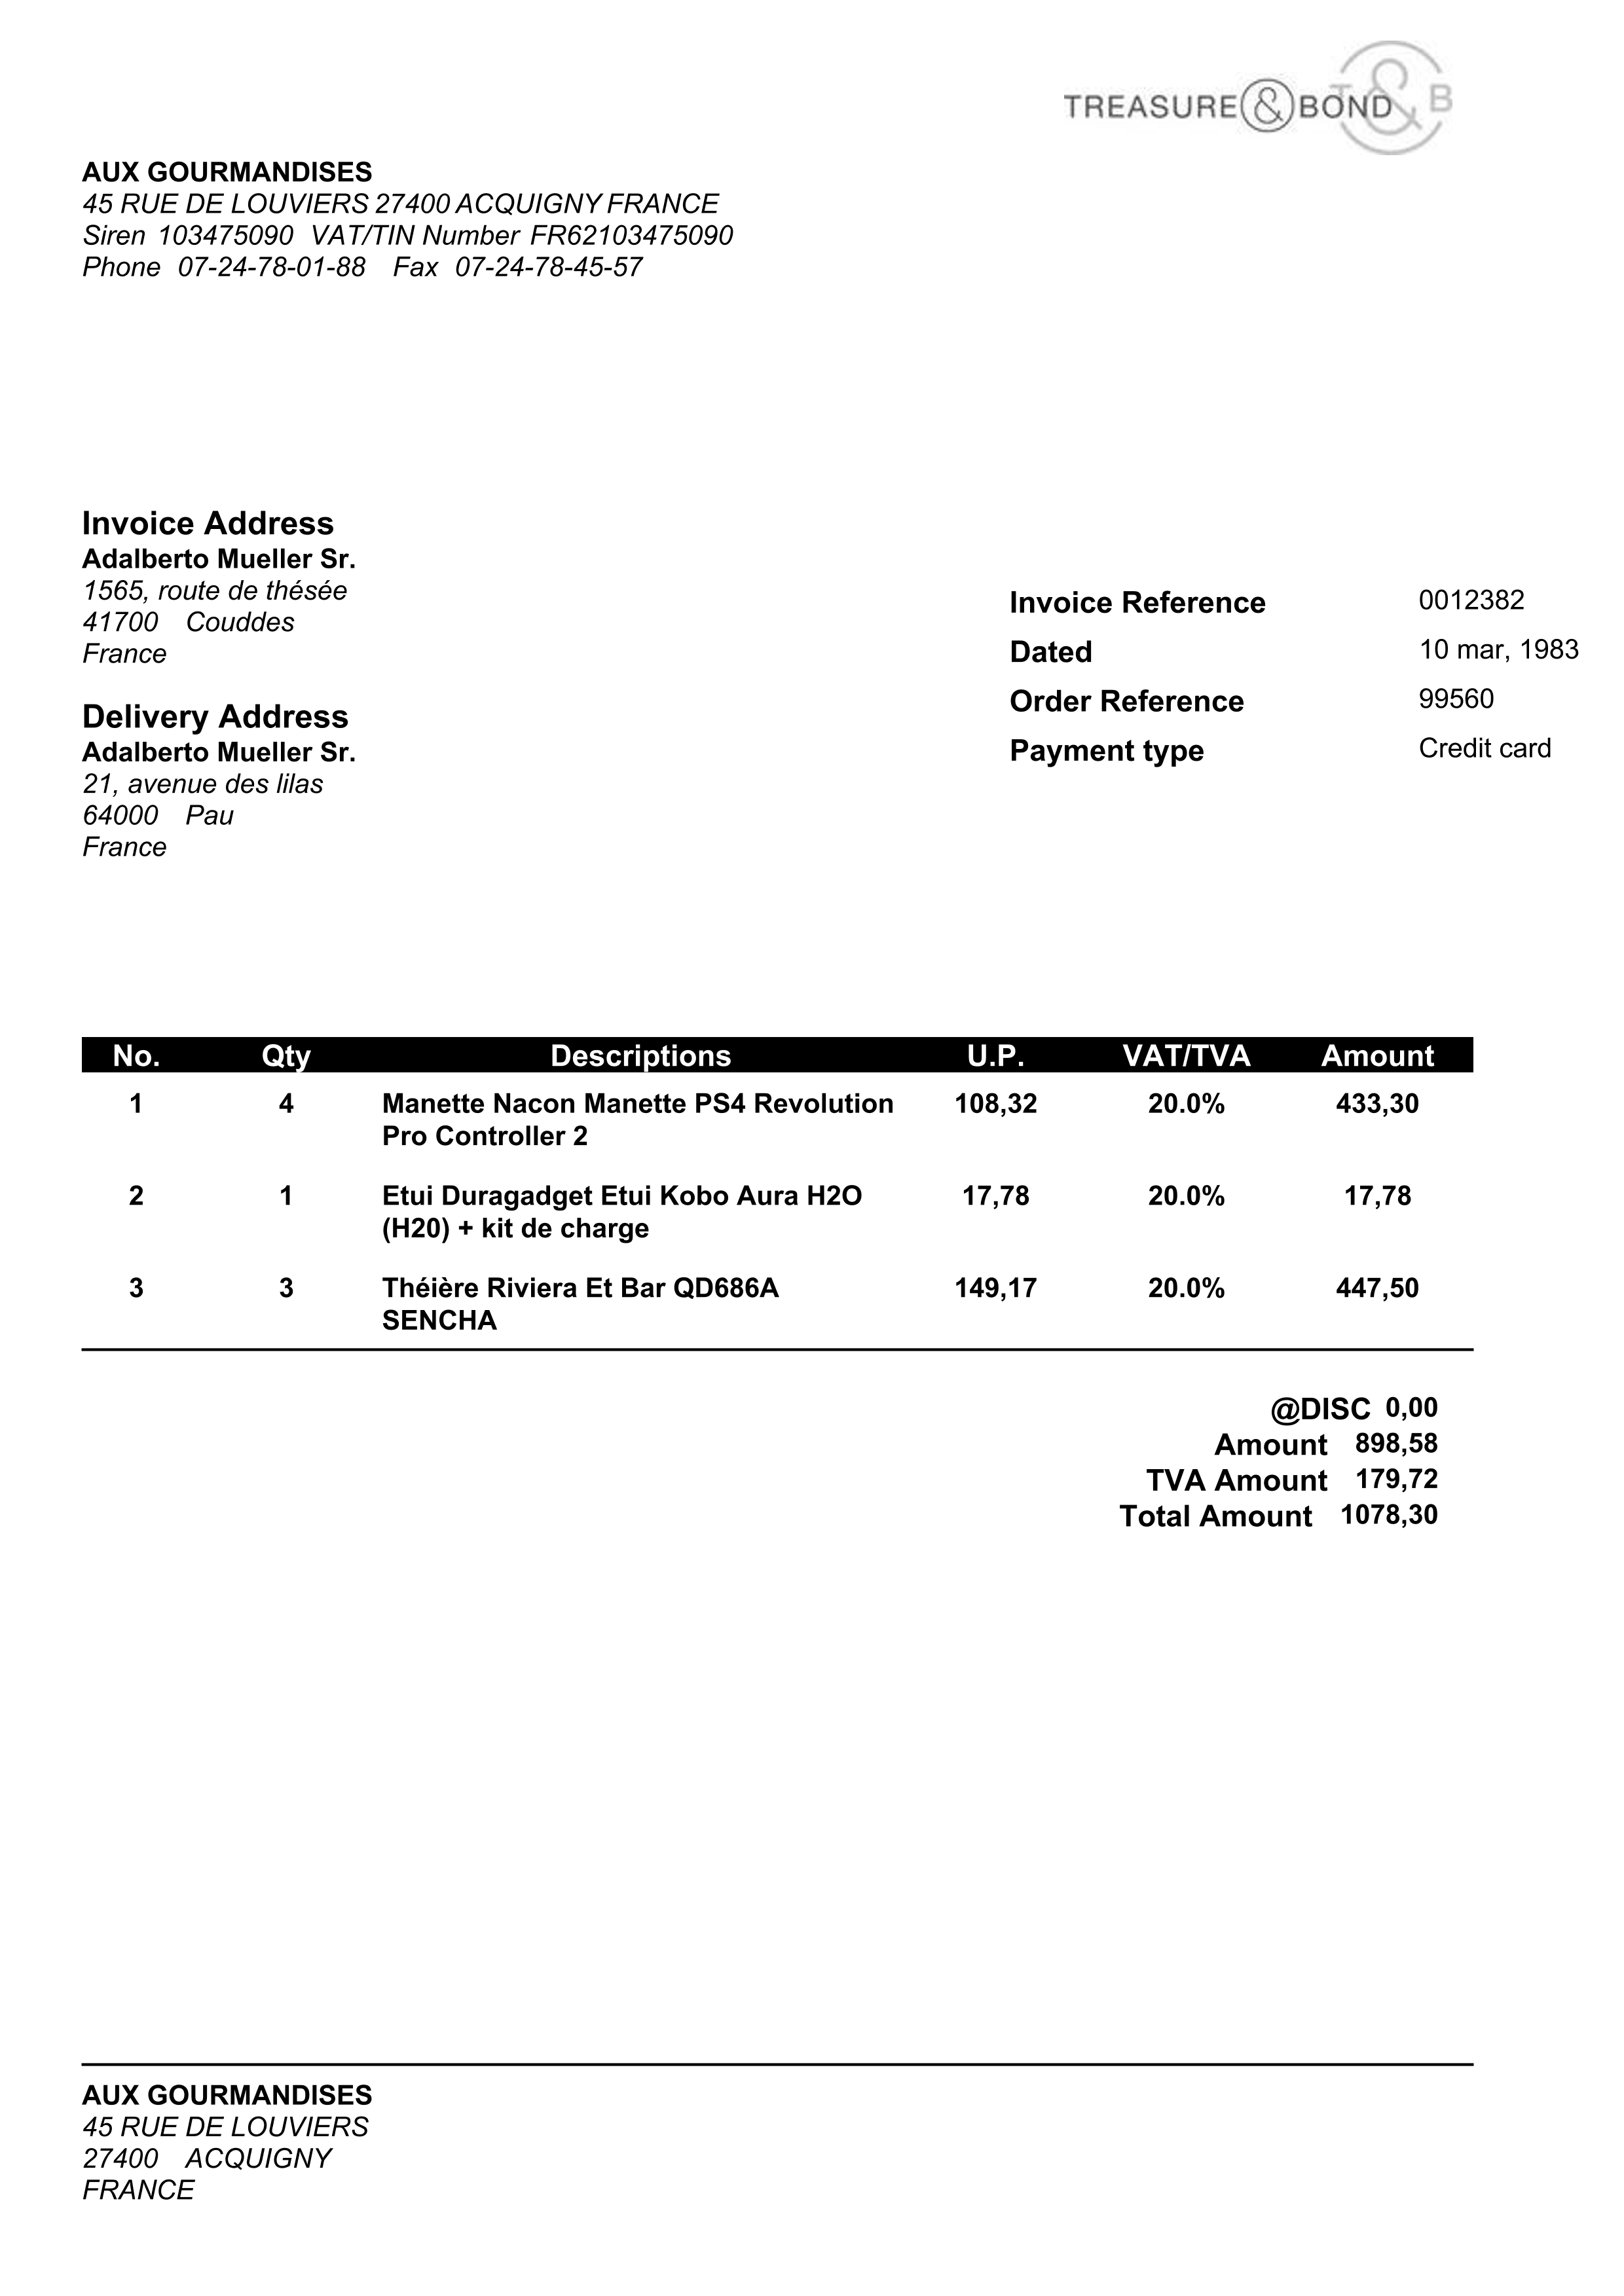 TREASURE & BOND
T & B
AUX GOURMANDISES
45 RUE DE LOUVIERS 27400 ACQUIGNY FRANCE
Siren 103475090 VAT/TIN Number FR62103475090
Phone 07-24-78-01-88 Fax 07-24-78-45-57
Invoice Address
Adalberto Mueller Sr.
1565, route de thésée
41700 Couddes
France
Invoice Reference 0012382
Dated 10 mar, 1983
Order Reference 99560
Payment type Credit card
Delivery Address
Adalberto Mueller Sr.
21, avenue des lilas
64000 Pau
France
No. Qty Descriptions U.P. VAT/TVA Amount
1 4 Manette Nacon Manette PS4 Revolution 108,32 20.0% 433,30
Pro Controller 2
2 1 Etui Duragadget Etui Kobo Aura H2O 17,78 20.0% 17,78
(H20) + kit de charge
3 3 Théière Riviera Et Bar QD686A 149,17 20.0% 447,50
SENCHA
@DISC 0,00
Amount 898,58
TVA Amount 179,72
Total Amount 1078,30
AUX GOURMANDISES
45 RUE DE LOUVIERS
27400 ACQUIGNY
FRANCE